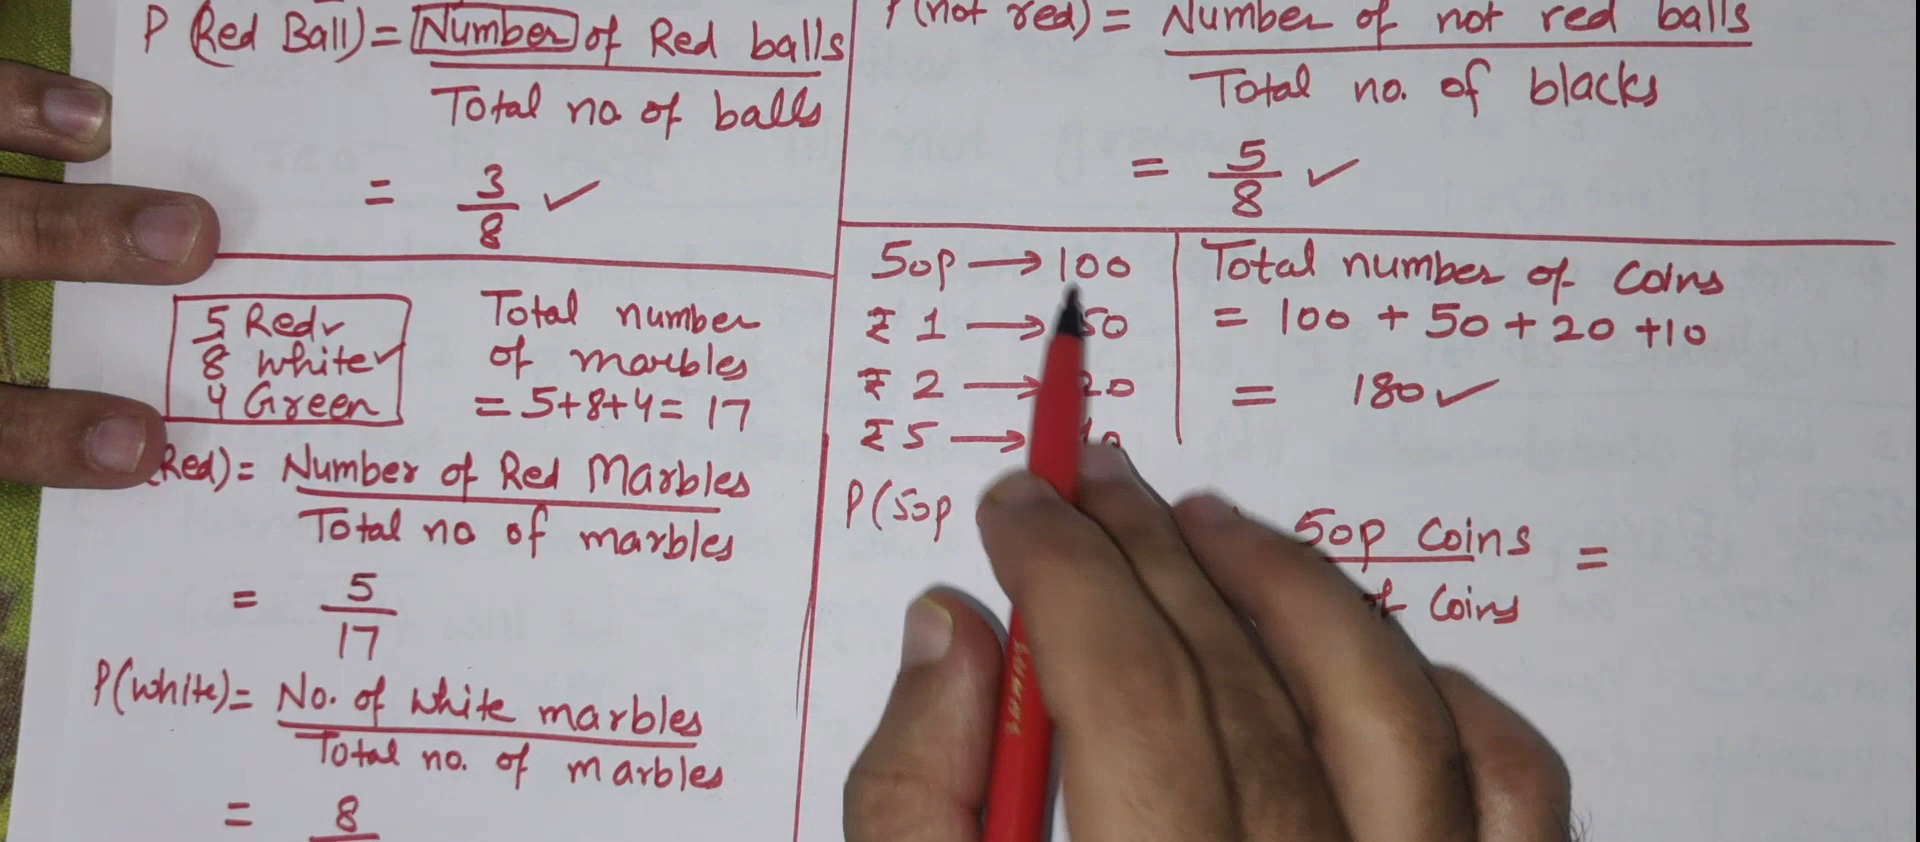 P (Red Ball) = Number of Red balls
Total no. of balls
= 3
8
P(not red) = Number of not red balls
Total no. of blacks
= 5
8
5 Red
8 White
4 Green
Total number
of marbles
= 5+8+4 = 17
Red) = Number of Red Marbles
Total no of marbles
= 5
17
P(White) = No. of White marbles
Total no. of marbles
= 8
50p → 100
₹ 1 → 50
₹ 2 → 20
₹ 5 → 10
Total number of Coins
= 100 + 50 + 20 + 10
= 180
P(50p
50p Coins =
of Coins